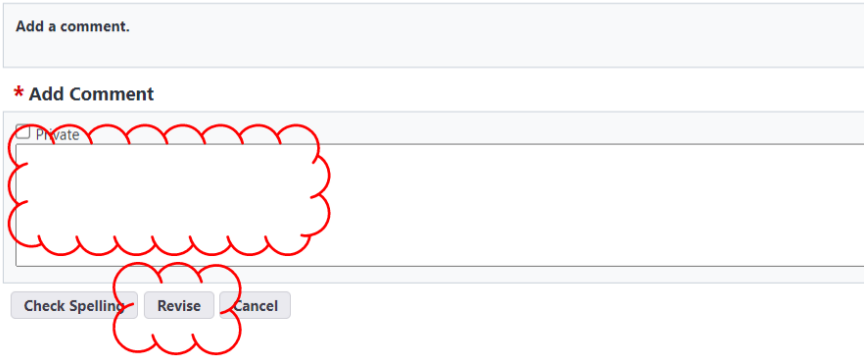 Add a comment.
* Add Comment
Private
Check Spelling Revise Cancel